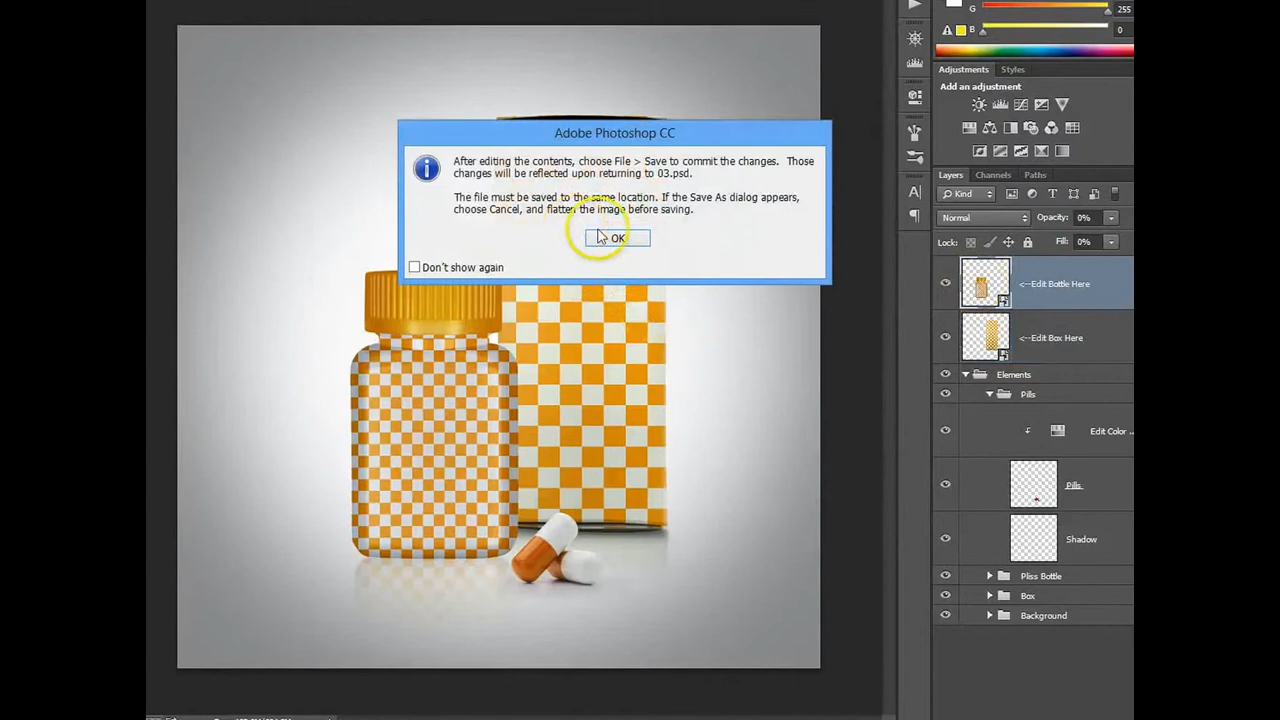 G
255
B
0
Adjustments Styles
Add an adjustment
Adobe Photoshop CC
After editing the contents, choose File > Save to commit the changes. Those
changes will be reflected upon returning to 03.psd.
The file must be saved to the same location. If the Save As dialog appears,
choose Cancel, and flatten the image before saving.
OK
Don't show again
Layers Channels Paths
Kind
T
Normal
Opacity: 0%
Lock:
Fill: 0%
<--Edit Bottle Here
<--Edit Box Here
Elements
Pills
Edit Color ...
Pills
Shadow
Pliss Bottle
Box
Background